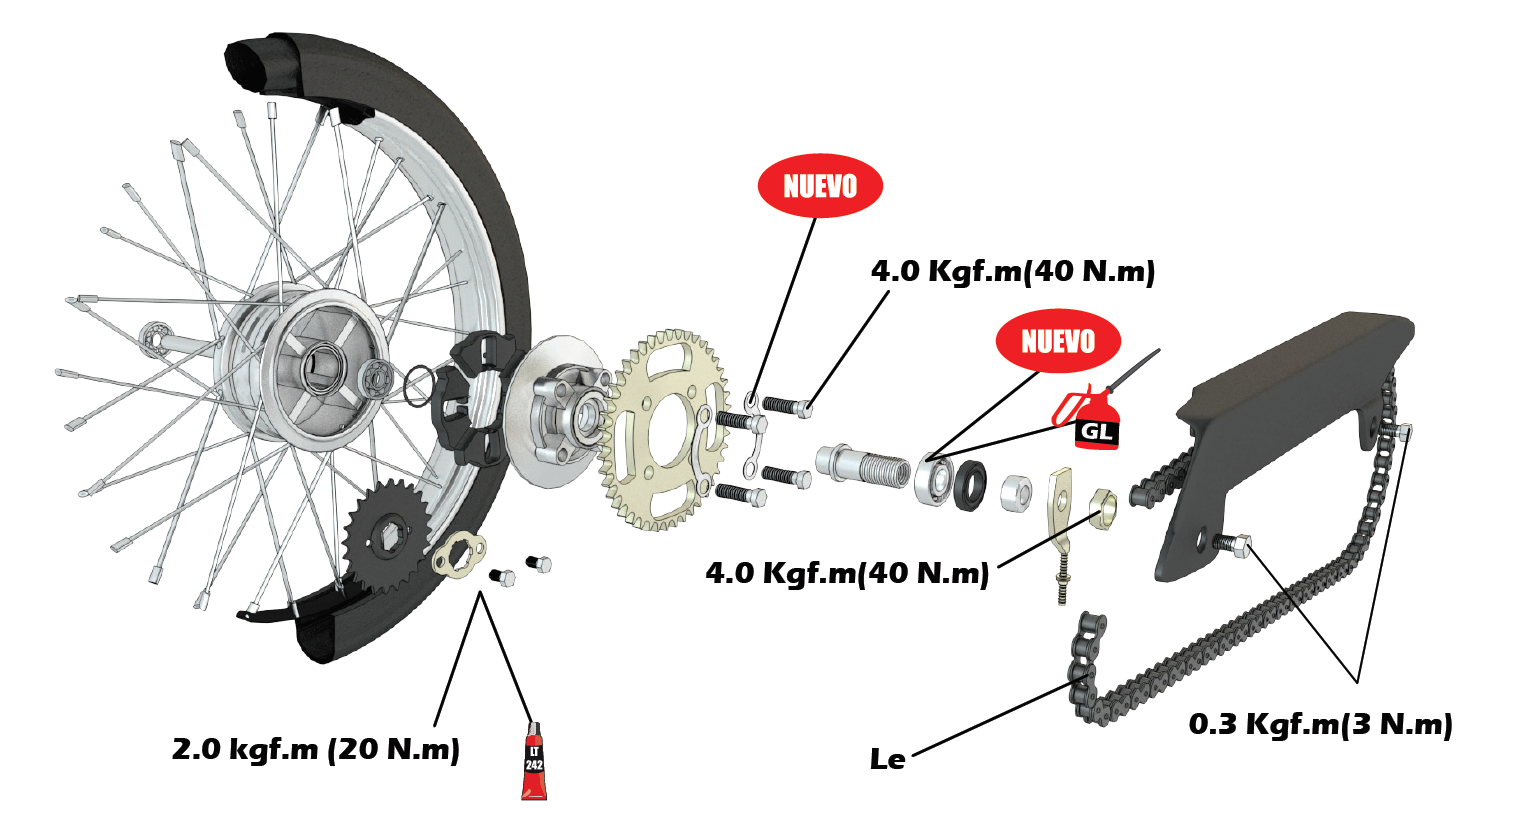 NUEVO
4.0 Kgf.m(40 N.m)
NUEVO
GL
4.0 Kgf.m(40 N.m)
0.3 Kgf.m(3 N.m)
2.0 kgf.m (20 N.m)
LT
242
Le